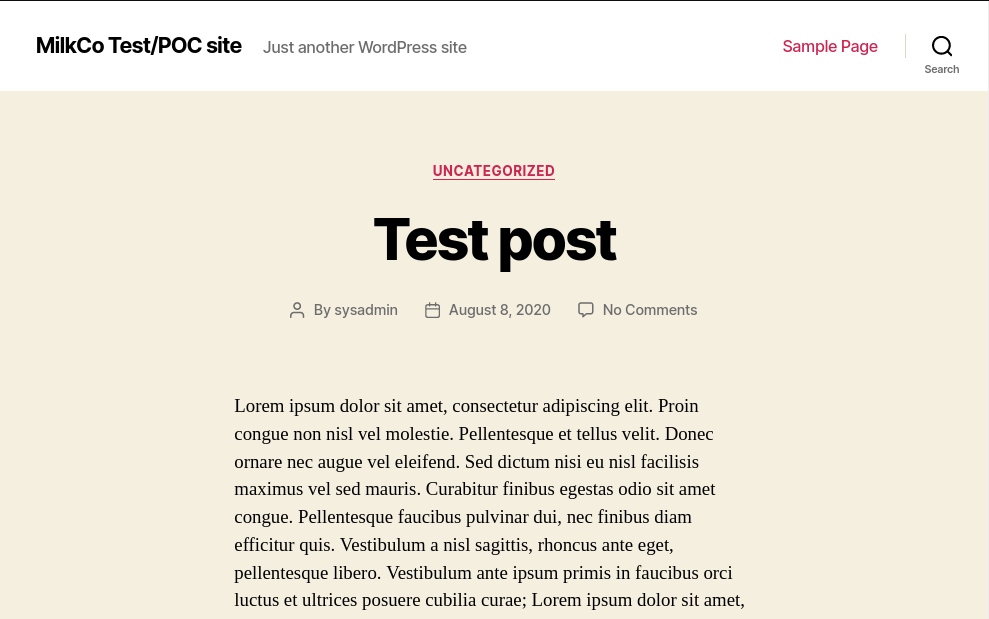 MilkCo Test/POC site Just another WordPress site Sample Page
Search
UNCATEGORIZED
Test post
By sysadmin August 8, 2020 No Comments
Lorem ipsum dolor sit amet, consectetur adipiscing elit. Proin
congue non nisl vel molestie. Pellentesque et tellus velit. Donec
ornare nec augue vel eleifend. Sed dictum nisi eu nisl facilisis
maximus vel sed mauris. Curabitur finibus egestas odio sit amet
congue. Pellentesque faucibus pulvinar dui, nec finibus diam
efficitur quis. Vestibulum a nisl sagittis, rhoncus ante eget,
pellentesque libero. Vestibulum ante ipsum primis in faucibus orci
luctus et ultrices posuere cubilia curae; Lorem ipsum dolor sit amet,